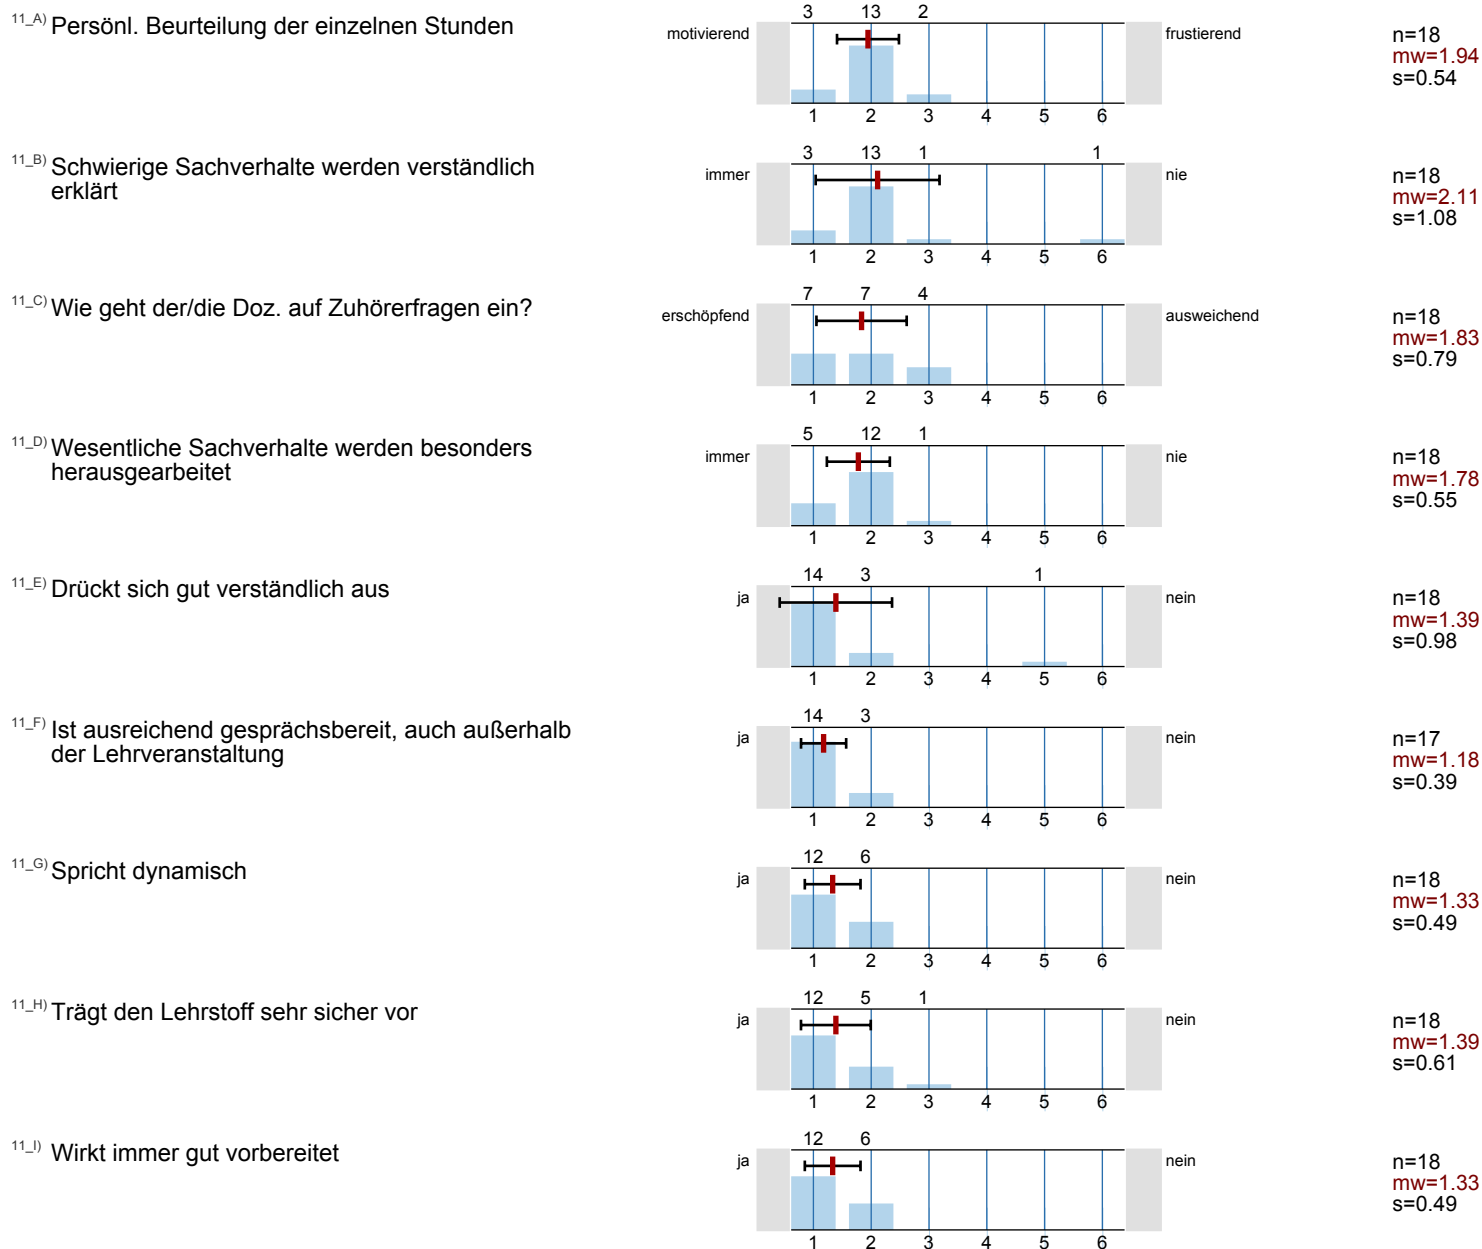 11_A) Persönl. Beurteilung der einzelnen Stunden
3 13 2
motivierend
frustierend
1 2 3 4 5 6
n=18
mw=1.94
s=0.54
11_B) Schwierige Sachverhalte werden verständlich
erklärt
3 13 1 1
immer
nie
1 2 3 4 5 6
n=18
mw=2.11
s=1.08
11_C) Wie geht der/die Doz. auf Zuhörerfragen ein?
7 7 4
erschöpfend
ausweichend
1 2 3 4 5 6
n=18
mw=1.83
s=0.79
11_D) Wesentliche Sachverhalte werden besonders
herausgearbeitet
5 12 1
immer
nie
1 2 3 4 5 6
n=18
mw=1.78
s=0.55
11_E) Drückt sich gut verständlich aus
14 3 1
ja
nein
1 2 3 4 5 6
n=18
mw=1.39
s=0.98
11_F) Ist ausreichend gesprächsbereit, auch außerhalb
der Lehrveranstaltung
14 3
ja
nein
1 2 3 4 5 6
n=17
mw=1.18
s=0.39
11_G) Spricht dynamisch
12 6
ja
nein
1 2 3 4 5 6
n=18
mw=1.33
s=0.49
11_H) Trägt den Lehrstoff sehr sicher vor
12 5 1
ja
nein
1 2 3 4 5 6
n=18
mw=1.39
s=0.61
11_I) Wirkt immer gut vorbereitet
12 6
ja
nein
1 2 3 4 5 6
n=18
mw=1.33
s=0.49